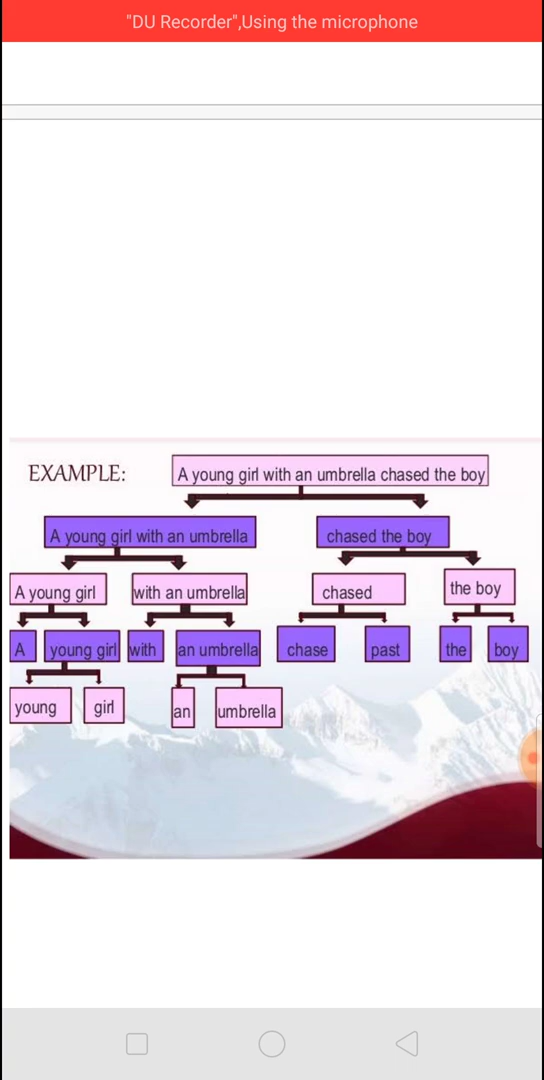 "DU Recorder",Using the microphone
EXAMPLE:
A young girl with an umbrella chased the boy
A young girl with an umbrella
chased the boy
A young girl
with an umbrella
chased
the boy
A
young girl
with
an umbrella
chase
past
the
boy
young
girl
an
umbrella